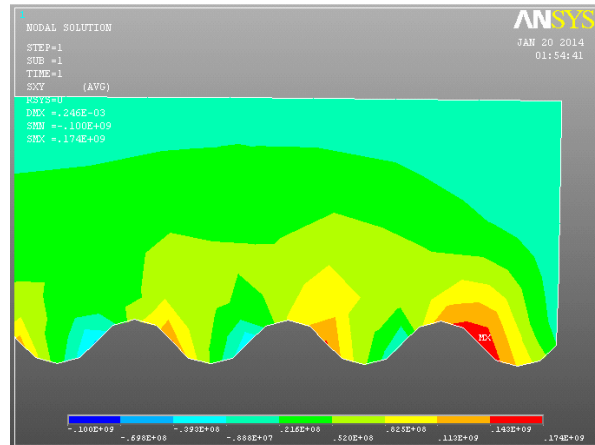 1
ANSYS
NODAL SOLUTION
JAN 20 2014
01:54:41
STEP=1
SUB =1
TIME=1
SXY (AVG)
RSYS=0
DMX =.246E-03
SMN =-.100E+09
SMX =.174E+09
MX
-.100E+09 -.393E+08 .216E+08 .825E+08 .143E+09
-.698E+08 -.888E+07 .520E+08 .113E+09 .174E+09